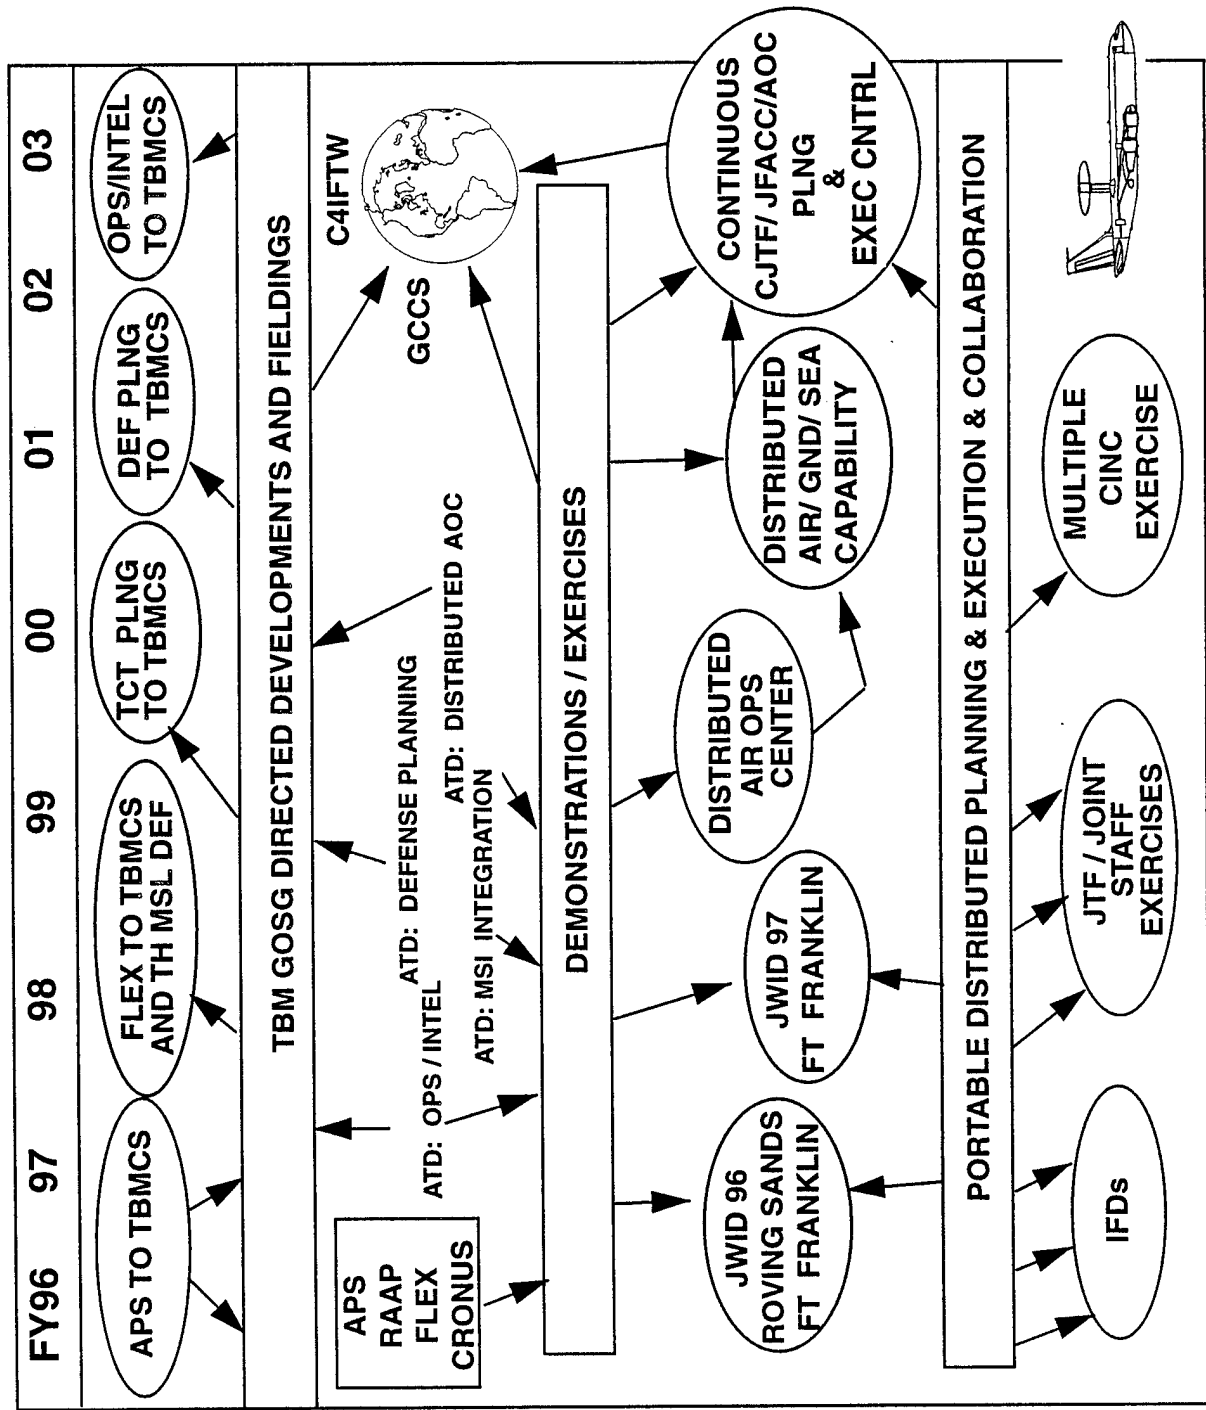 FY96 97 98 99 00 01 02 03
APS TO TBMCS
FLEX TO TBMCS
AND TH MSL DEF
TCT PLNG
TO TBMCS
DEF PLNG
TO TBMCS
OPS/INTEL
TO TBMCS
TBM GOSG DIRECTED DEVELOPMENTS AND FIELDINGS
APS
RAAP
FLEX
CRONUS
ATD: OPS / INTEL
ATD: DEFENSE PLANNING
ATD: MSI INTEGRATION
ATD: DISTRIBUTED AOC
C4IFTW
GCCS
DEMONSTRATIONS / EXERCISES
JWID 96
ROVING SANDS
FT FRANKLIN
JWID 97
FT FRANKLIN
DISTRIBUTED
AIR OPS
CENTER
DISTRIBUTED
AIR/ GND/ SEA
CAPABILITY
CONTINUOUS
CJTF/ JFACC/AOC
PLNG
&
EXEC CNTRL
PORTABLE DISTRIBUTED PLANNING & EXECUTION & COLLABORATION
IFDs
JTF / JOINT
STAFF
EXERCISES
MULTIPLE
CINC
EXERCISE